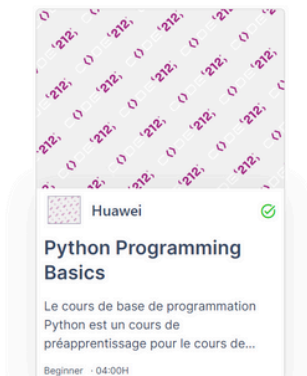 Huawei
Python Programming
Basics
Le cours de base de programmation
Python est un cours de
préapprentissage pour le cours de...
Beginner · 04:00H